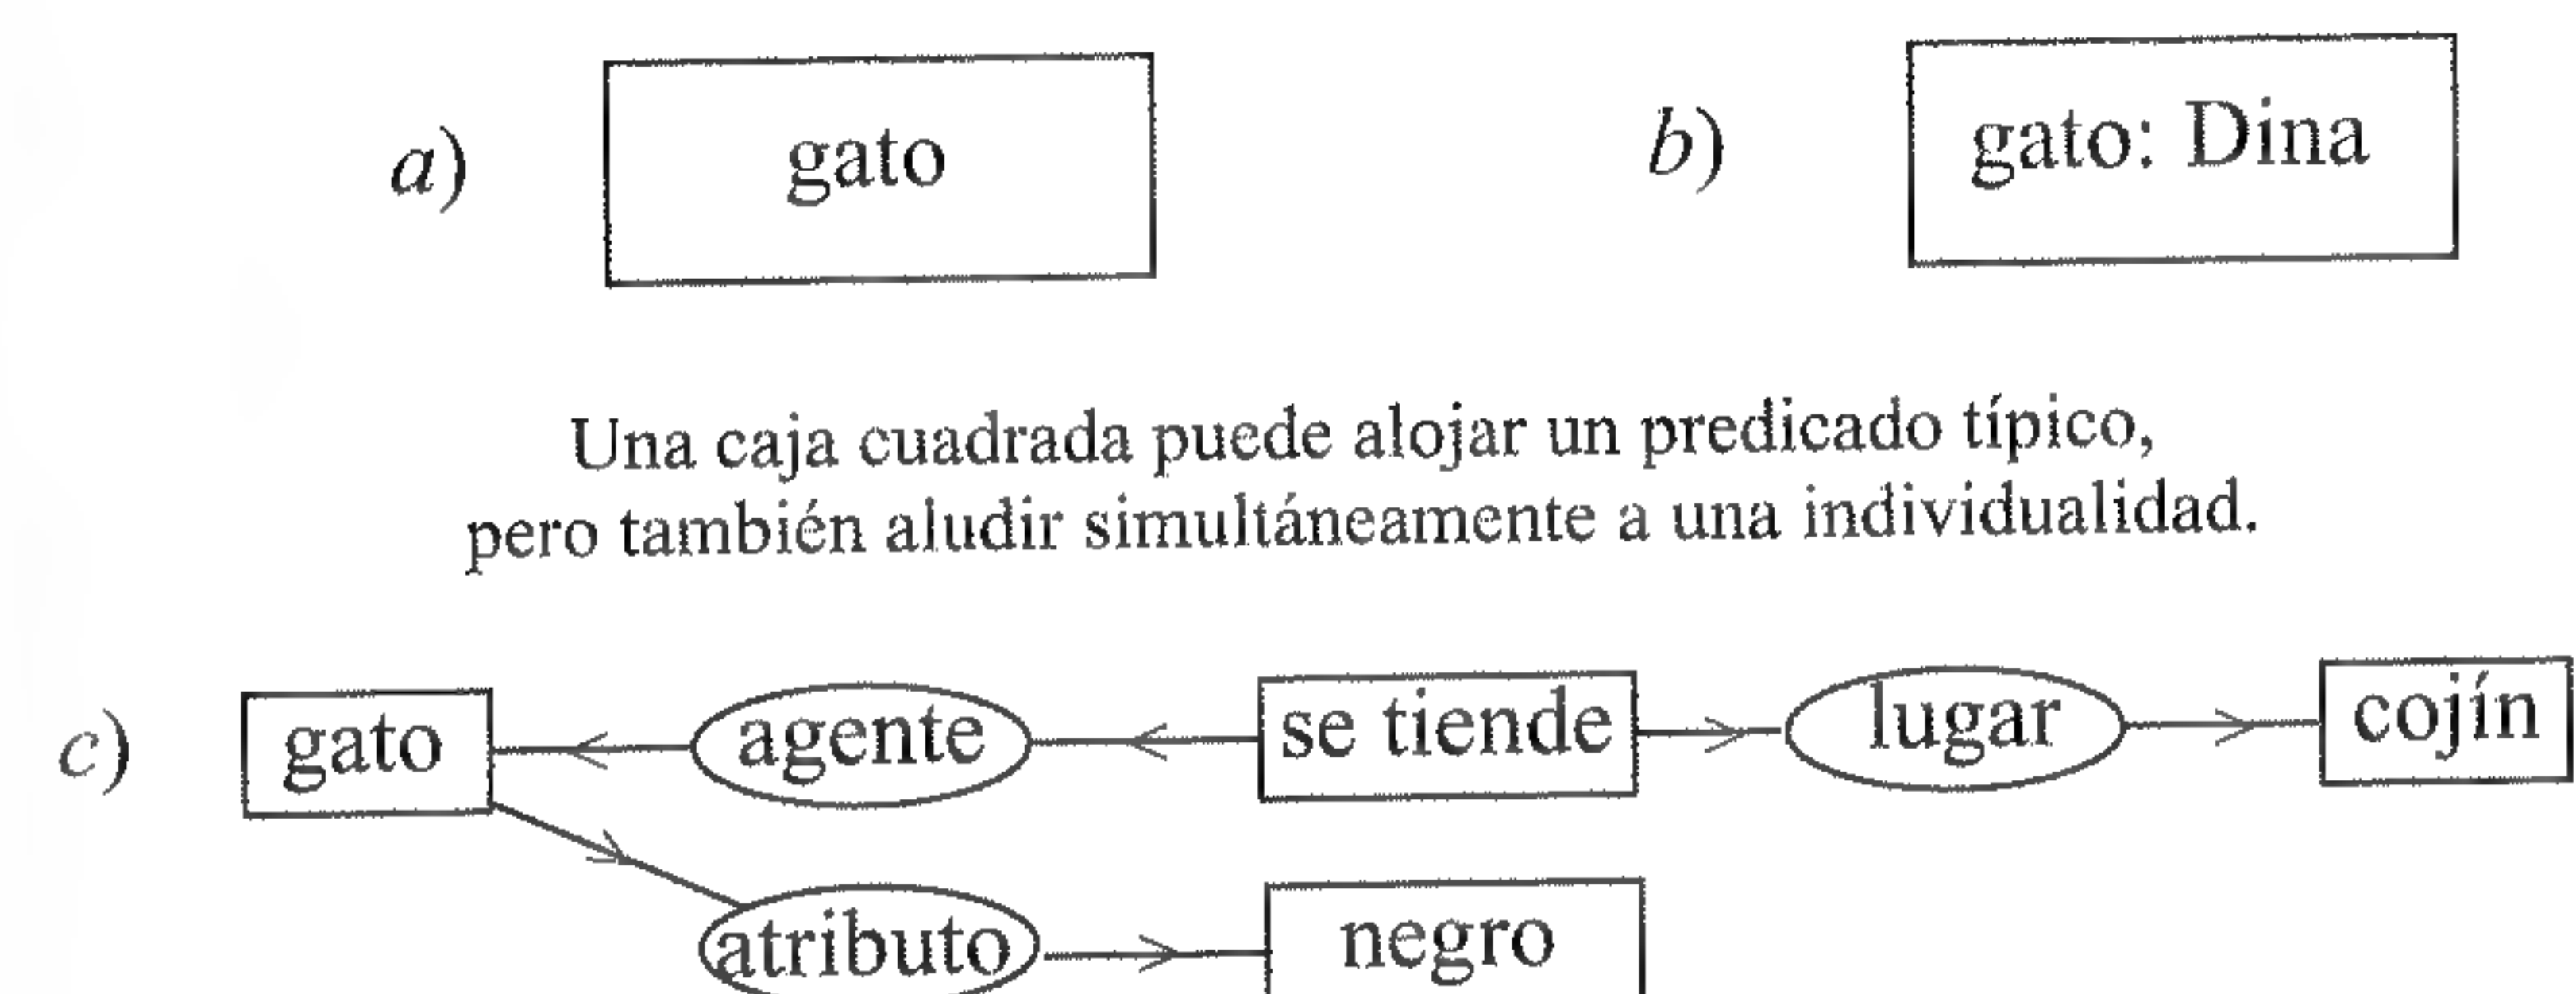 a) gato b) gato: Dina
Una caja cuadrada puede alojar un predicado típico,
pero también aludir simultáneamente a una individualidad.
c) gato agente se tiende lugar cojín
atributo negro